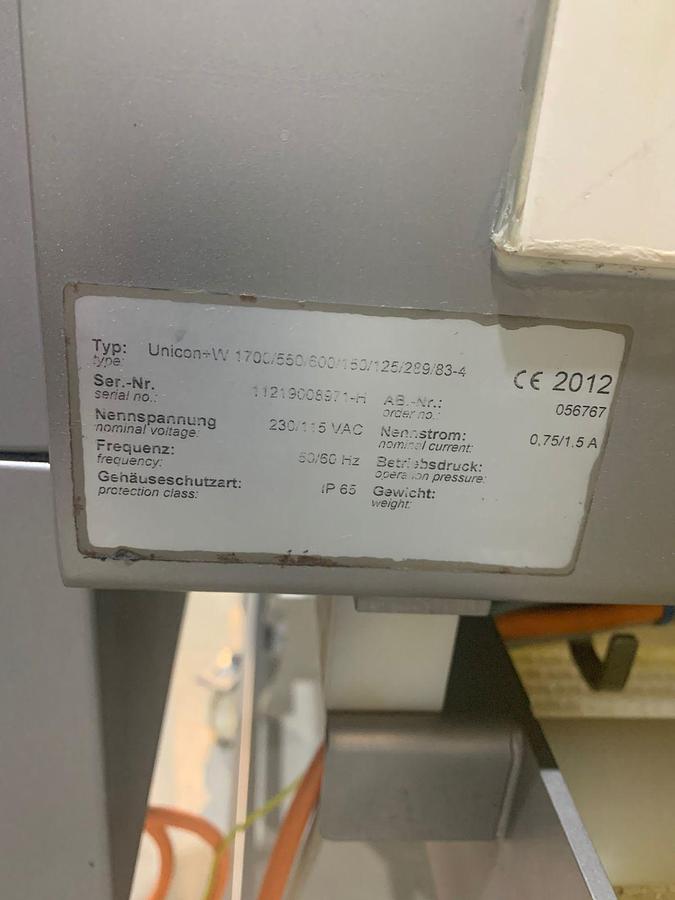 Typ: Unicon+W 1700/550/600/150/125/289/83-4
type:
CE 2012
Ser.-Nr. 11219008971-H AB.-Nr.: 056767
serial no.: order no.:
Nennspannung 230/115 VAC Nennstrom: 0,75/1,5 A
nominal voltage: nominal current:
Frequenz: 50/60 Hz Betriebsdruck:
frequency: operation pressure:
Gehäuseschutzart: IP 65 Gewicht:
protection class: weight: